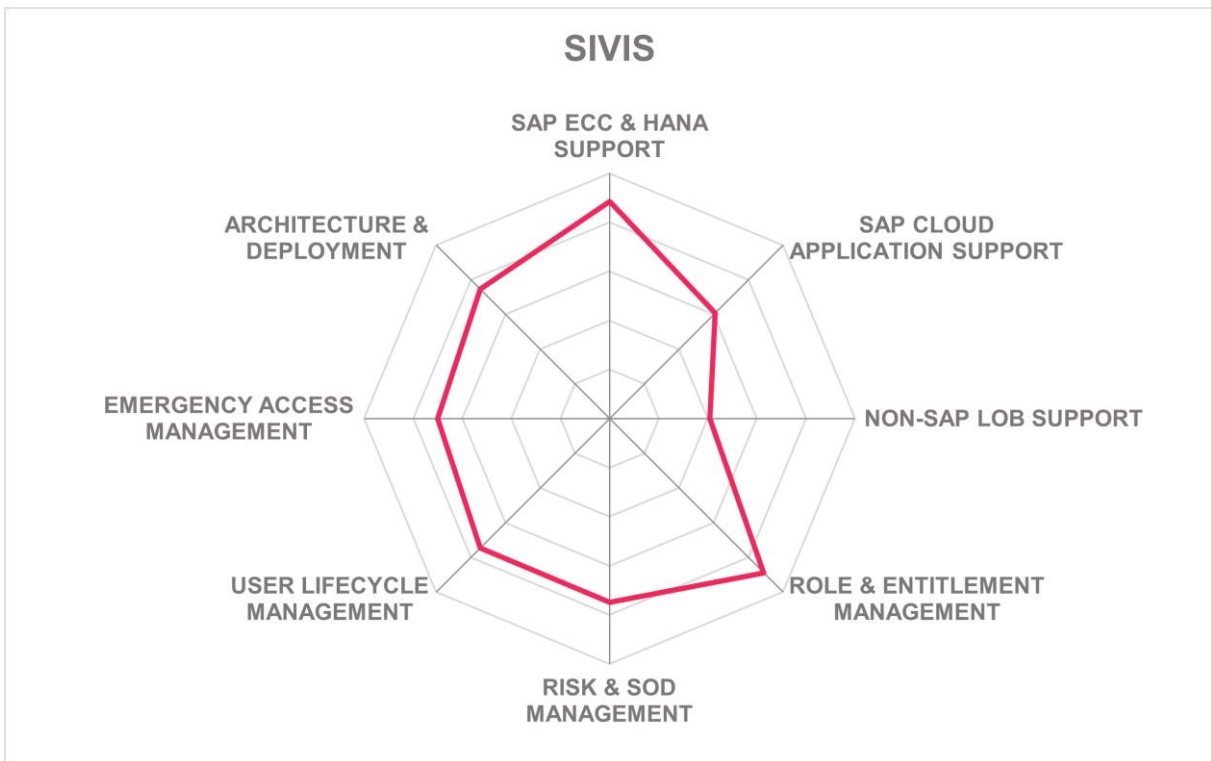 SIVIS
SAP ECC & HANA
SUPPORT
ARCHITECTURE &
DEPLOYMENT
SAP CLOUD
APPLICATION SUPPORT
EMERGENCY ACCESS
MANAGEMENT
NON-SAP LOB SUPPORT
USER LIFECYCLE
MANAGEMENT
ROLE & ENTITLEMENT
MANAGEMENT
RISK & SOD
MANAGEMENT